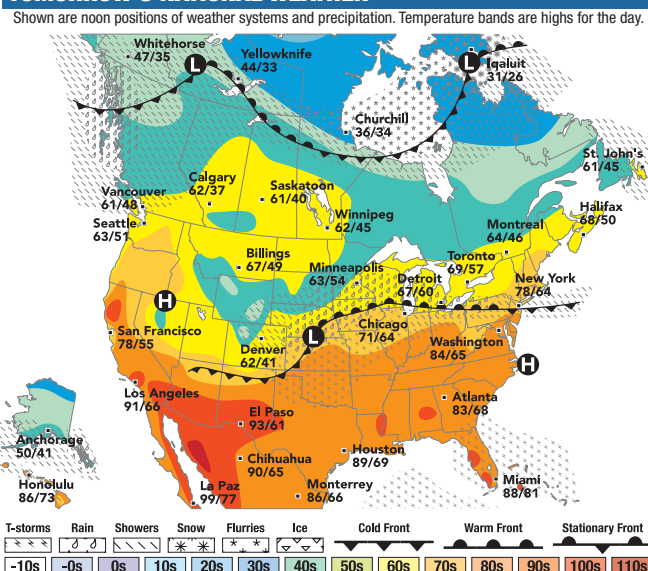 TOMORROW'S NATIONAL WEATHER
Shown are noon positions of weather systems and precipitation. Temperature bands are highs for the day.
Whitehorse
47/35
L
Yellowknife
44/33
L
Iqaluit
31/26
Churchill
36/34
St. John's
61/45
Calgary
62/37
Saskatoon
61/40
Vancouver
61/48
Winnipeg
62/45
Halifax
68/50
Seattle
63/51
Montreal
64/46
Billings
67/49
Toronto
69/57
Minneapolis
63/54
Detroit
67/60
New York
78/64
H
San Francisco
78/55
Chicago
71/64
L
Washington
84/65
Denver
62/41
H
Los Angeles
91/66
Atlanta
83/68
El Paso
93/61
Anchorage
50/41
Houston
89/69
Chihuahua
90/65
Honolulu
86/73
La Paz
99/77
Monterrey
86/66
Miami
88/81
T-storms Rain Showers Snow Flurries Ice Cold Front Warm Front Stationary Front
-10s -0s 0s 10s 20s 30s 40s 50s 60s 70s 80s 90s 100s 110s